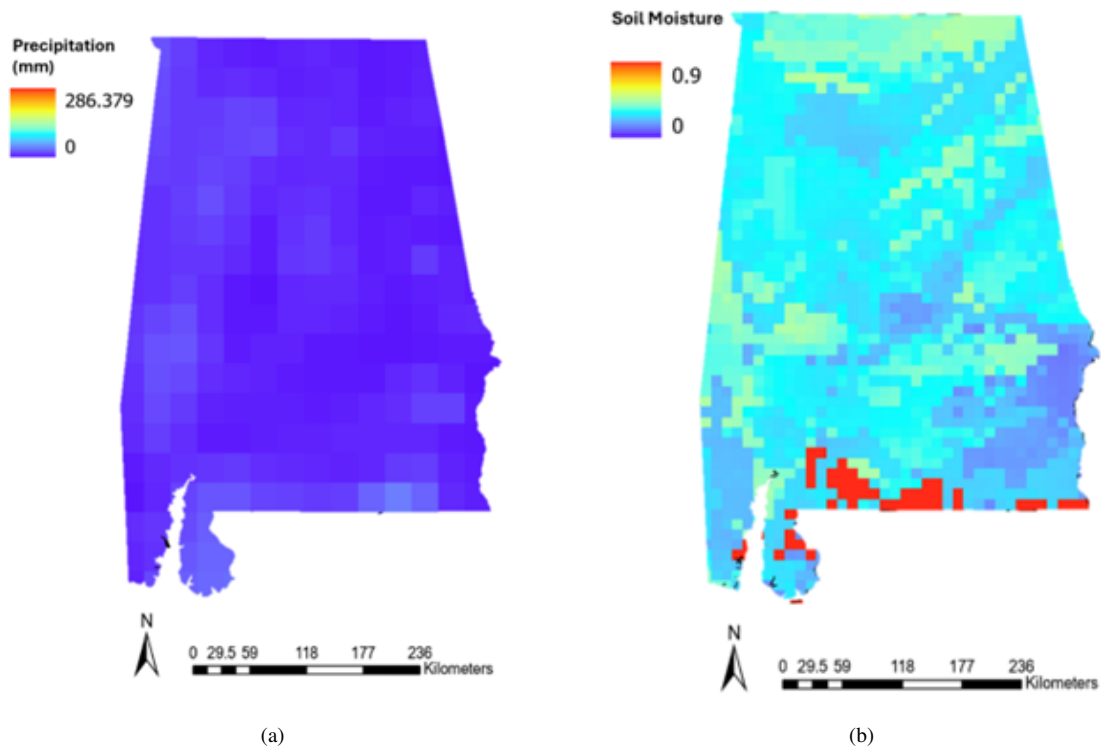 Precipitation
(mm)
286.379
0
N
0 29.5 59 118 177 236
Kilometers
(a)
Soil Moisture
0.9
0
N
0 29.5 59 118 177 236
Kilometers
(b)